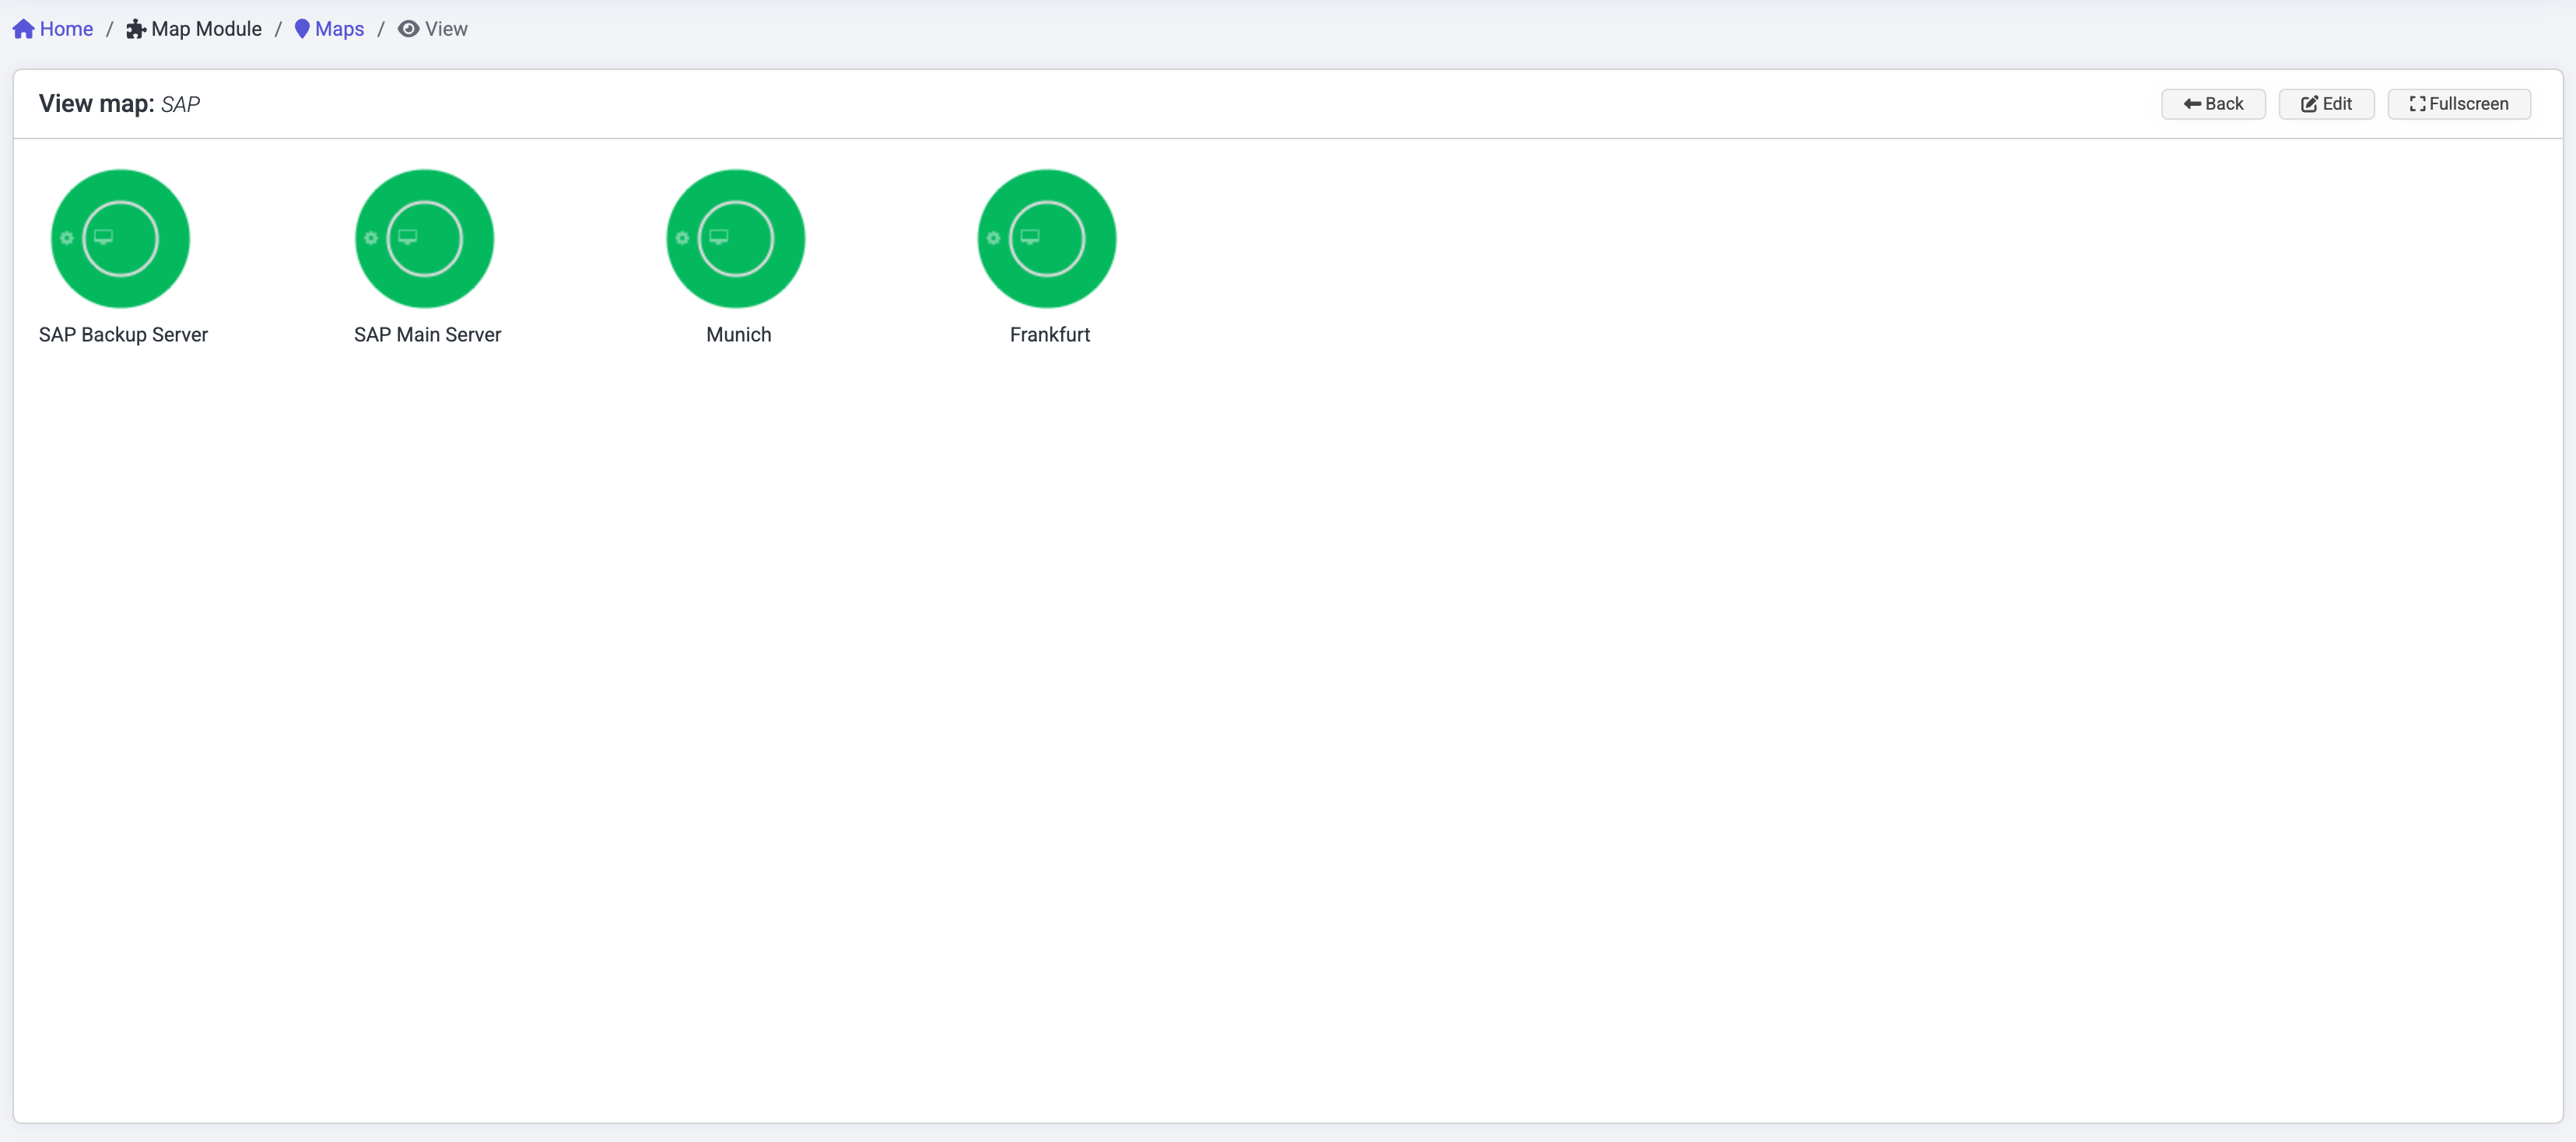 Home / Map Module / Maps / View
View map: SAP
Back Edit Fullscreen
SAP Backup Server SAP Main Server Munich Frankfurt